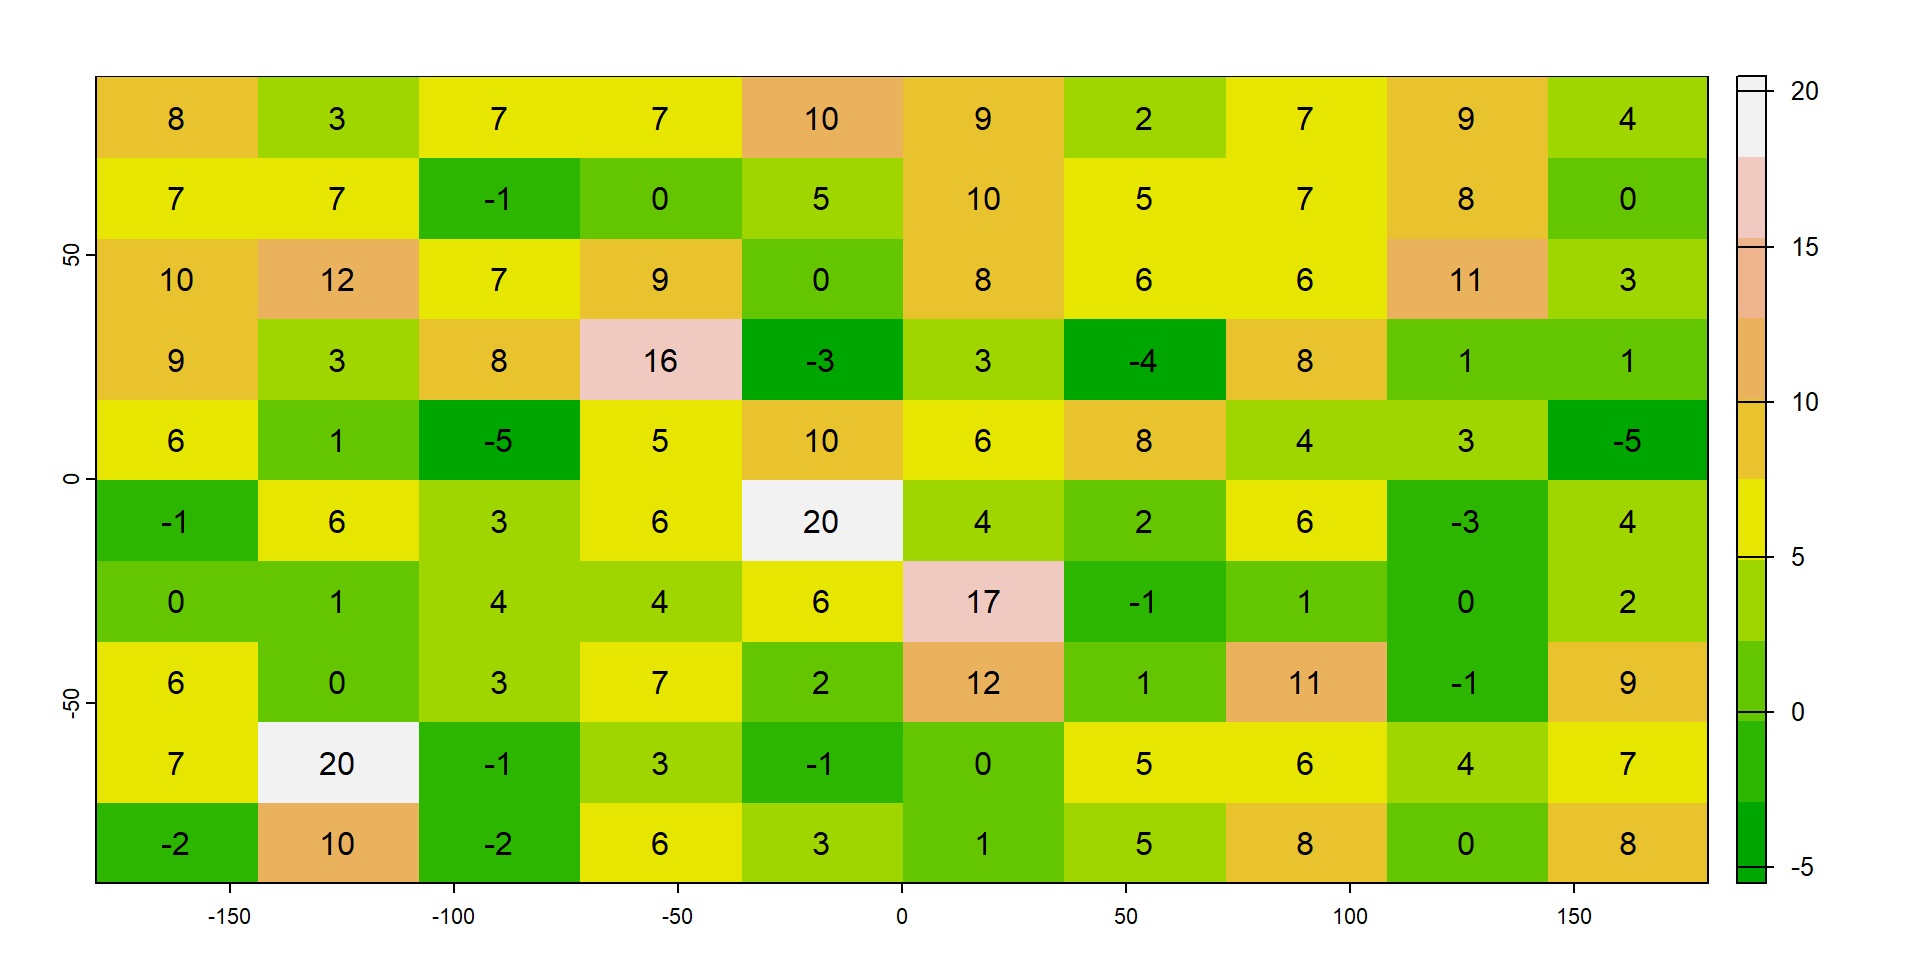 8 3 7 7 10 9 2 7 9 4 20
7 7 -1 0 5 10 5 7 8 0
50 15
10 12 7 9 0 8 6 6 11 3
9 3 8 16 -3 3 -4 8 1 1
10
6 1 -5 5 10 6 8 4 3 -5
0
-1 6 3 6 20 4 2 6 -3 4
5
0 1 4 4 6 17 -1 1 0 2
6 0 3 7 2 12 1 11 -1 9
-50 0
7 20 -1 3 -1 0 5 6 4 7
-2 10 -2 6 3 1 5 8 0 8
-5
-150 -100 -50 0 50 100 150